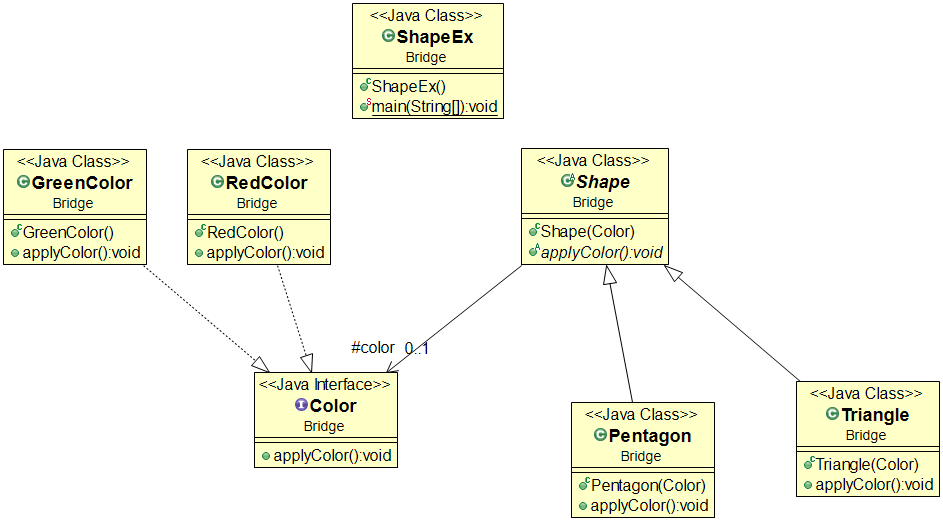 <<Java Class>>
ShapeEx
Bridge
ShapeEx()
main(String[]):void
<<Java Class>>
GreenColor
Bridge
GreenColor()
applyColor():void
<<Java Class>>
RedColor
Bridge
RedColor()
applyColor():void
<<Java Class>>
Shape
Bridge
Shape(Color)
applyColor():void
#color 0..1
<<Java Interface>>
Color
Bridge
applyColor():void
<<Java Class>>
Pentagon
Bridge
Pentagon(Color)
applyColor():void
<<Java Class>>
Triangle
Bridge
Triangle(Color)
applyColor():void